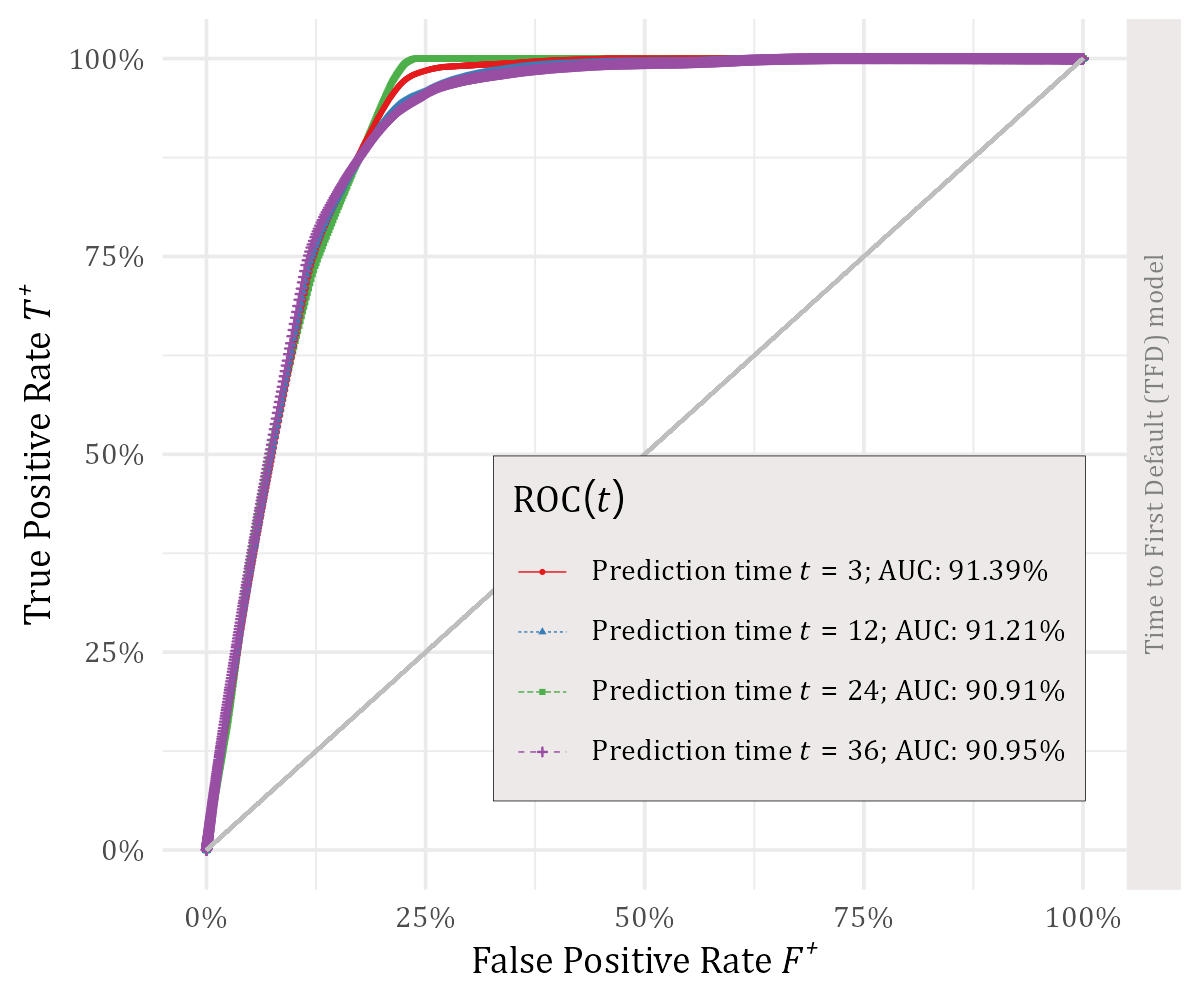 100%
75%
50%
25%
0%
True Positive Rate T⁺
ROC(t)
Prediction time t = 3; AUC: 91.39%
Prediction time t = 12; AUC: 91.21%
Prediction time t = 24; AUC: 90.91%
Prediction time t = 36; AUC: 90.95%
Time to First Default (TFD) model
0%
25%
50%
75%
100%
False Positive Rate F⁺